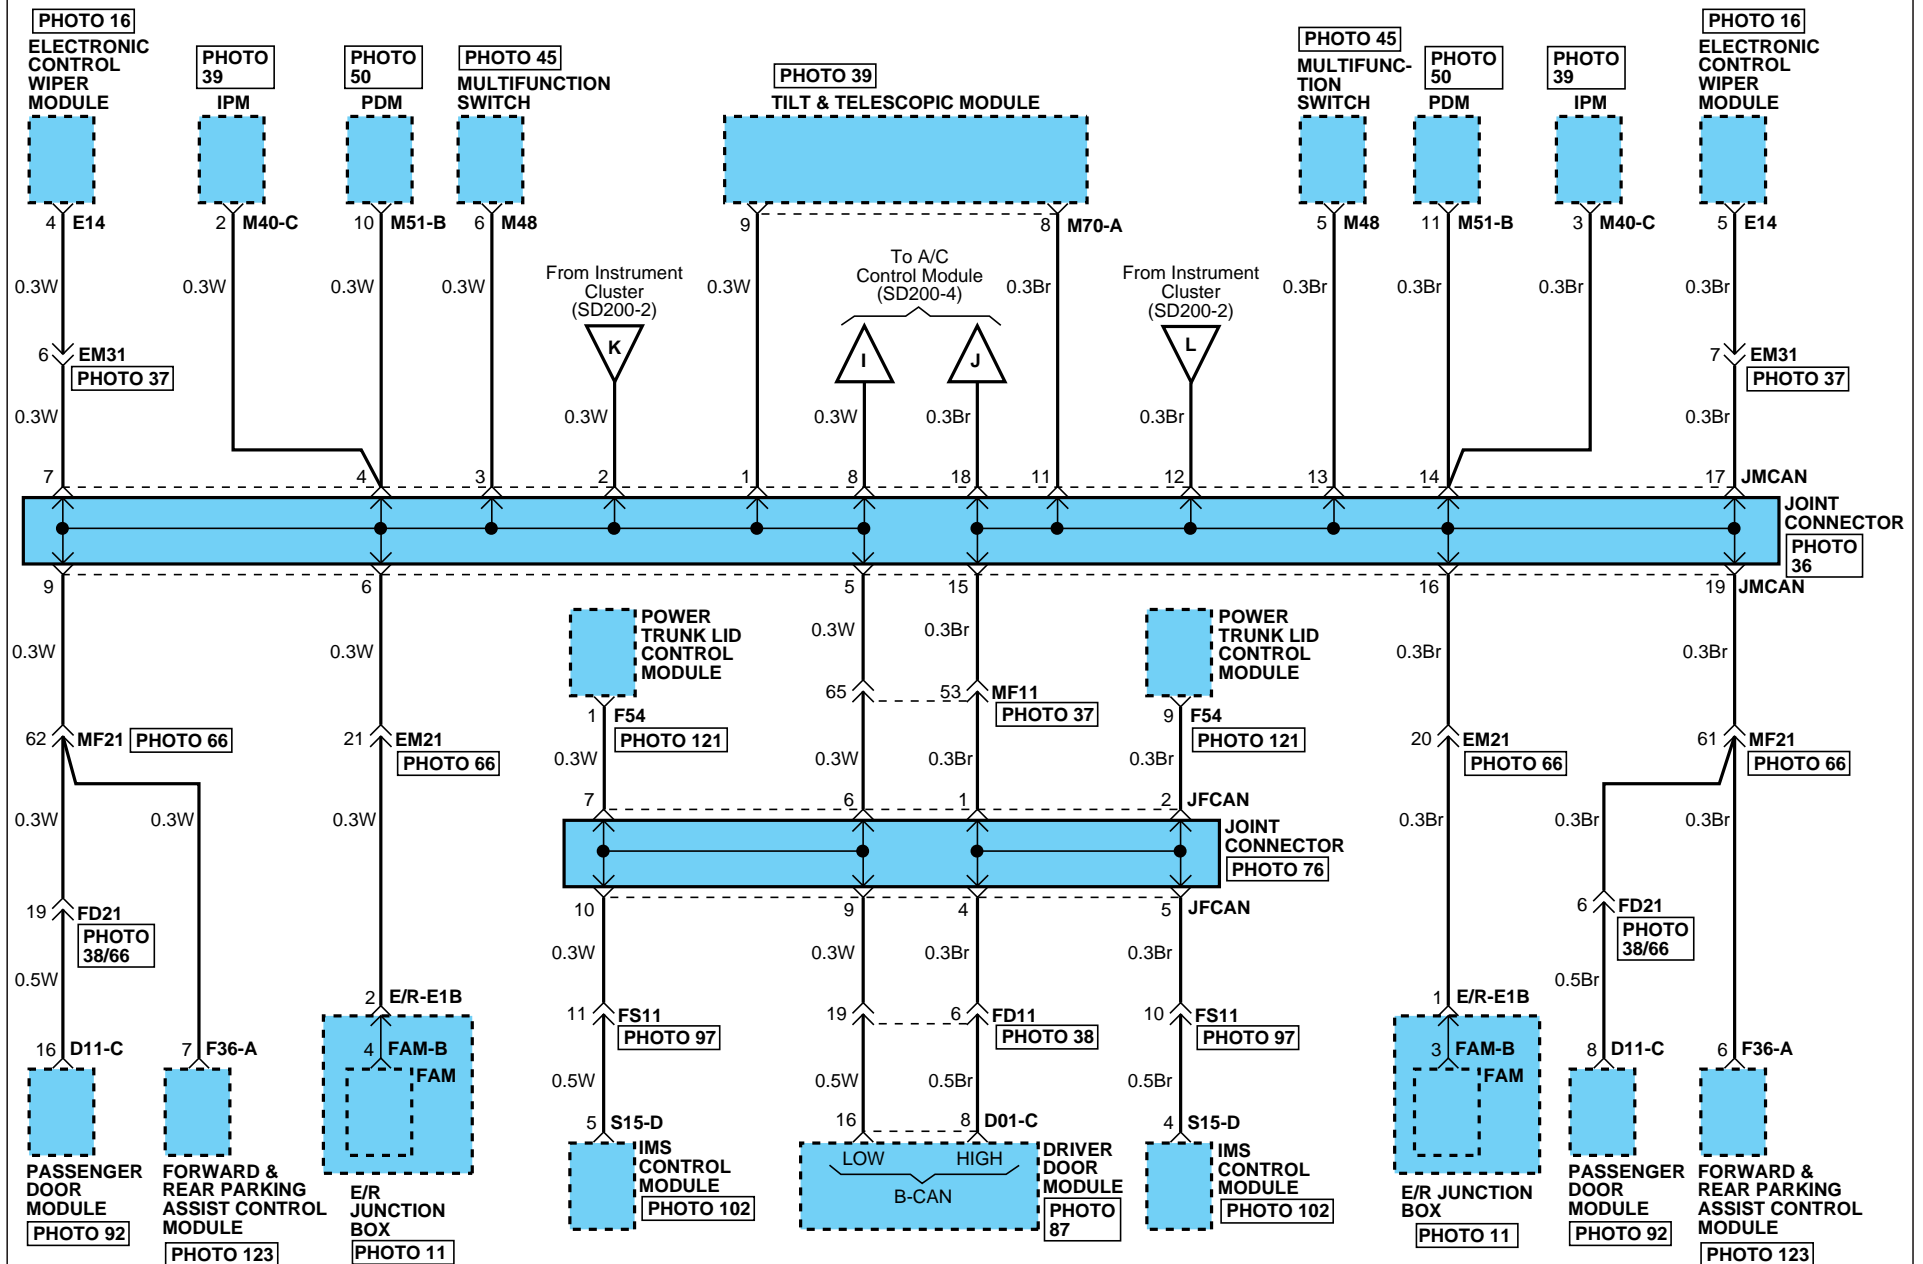 PHOTO 16
ELECTRONIC
CONTROL
WIPER
MODULE
PHOTO
39
IPM
PHOTO
50
PDM
PHOTO 45
MULTIFUNCTION
SWITCH
PHOTO 39
TILT & TELESCOPIC MODULE
PHOTO 45
MULTIFUNC-
TION
SWITCH
PHOTO
50
PDM
PHOTO
39
IPM
PHOTO 16
ELECTRONIC
CONTROL
WIPER
MODULE
4 E14
2 M40-C
10 M51-B
6 M48
9
8 M70-A
5 M48
11 M51-B
3 M40-C
5 E14
0.3W
0.3W
0.3W
0.3W
From Instrument
Cluster
(SD200-2)
K
0.3W
To A/C
Control Module
(SD200-4)
I
J
0.3Br
From Instrument
Cluster
(SD200-2)
L
0.3Br
0.3Br
0.3Br
0.3Br
6 EM31
PHOTO 37
7 EM31
PHOTO 37
0.3W
0.3W
0.3W
0.3Br
0.3Br
0.3Br
7
4
3
2
1
8
18
11
12
13
14
17 JMCAN
JOINT
CONNECTOR
PHOTO
36
9
6
5
15
16
19 JMCAN
0.3W
0.3W
POWER
TRUNK LID
CONTROL
MODULE
0.3W
0.3Br
POWER
TRUNK LID
CONTROL
MODULE
0.3Br
0.3Br
65
53 MF11
PHOTO 37
1 F54
PHOTO 121
9 F54
PHOTO 121
62 MF21 PHOTO 66
21 EM21
PHOTO 66
20 EM21
PHOTO 66
61 MF21
PHOTO 66
0.3W
0.3W
0.3Br
0.3Br
7
6
1
2 JFCAN
0.3W
0.3W
0.3W
0.3Br
0.3Br
0.3Br
JOINT
CONNECTOR
PHOTO 76
10
9
4
5 JFCAN
19 FD21
PHOTO
38/66
6 FD21
PHOTO
38/66
0.3W
0.3W
0.3Br
0.3Br
0.5W
0.5Br
2 E/R-E1B
1 E/R-E1B
11 FS11
PHOTO 97
19
6 FD11
PHOTO 38
10 FS11
PHOTO 97
16 D11-C
7 F36-A
4 FAM-B
FAM
3 FAM-B
FAM
8 D11-C
6 F36-A
0.5W
0.5W
0.5Br
0.5Br
5 S15-D
16
8 D01-C
4 S15-D
PASSENGER
DOOR
MODULE
PHOTO 92
FORWARD &
REAR PARKING
ASSIST CONTROL
MODULE
PHOTO 123
E/R
JUNCTION
BOX
PHOTO 11
IMS
CONTROL
MODULE
PHOTO 102
LOW
HIGH
B-CAN
DRIVER
DOOR
MODULE
PHOTO
87
IMS
CONTROL
MODULE
PHOTO 102
E/R JUNCTION
BOX
PHOTO 11
PASSENGER
DOOR
MODULE
PHOTO 92
FORWARD &
REAR PARKING
ASSIST CONTROL
MODULE
PHOTO 123